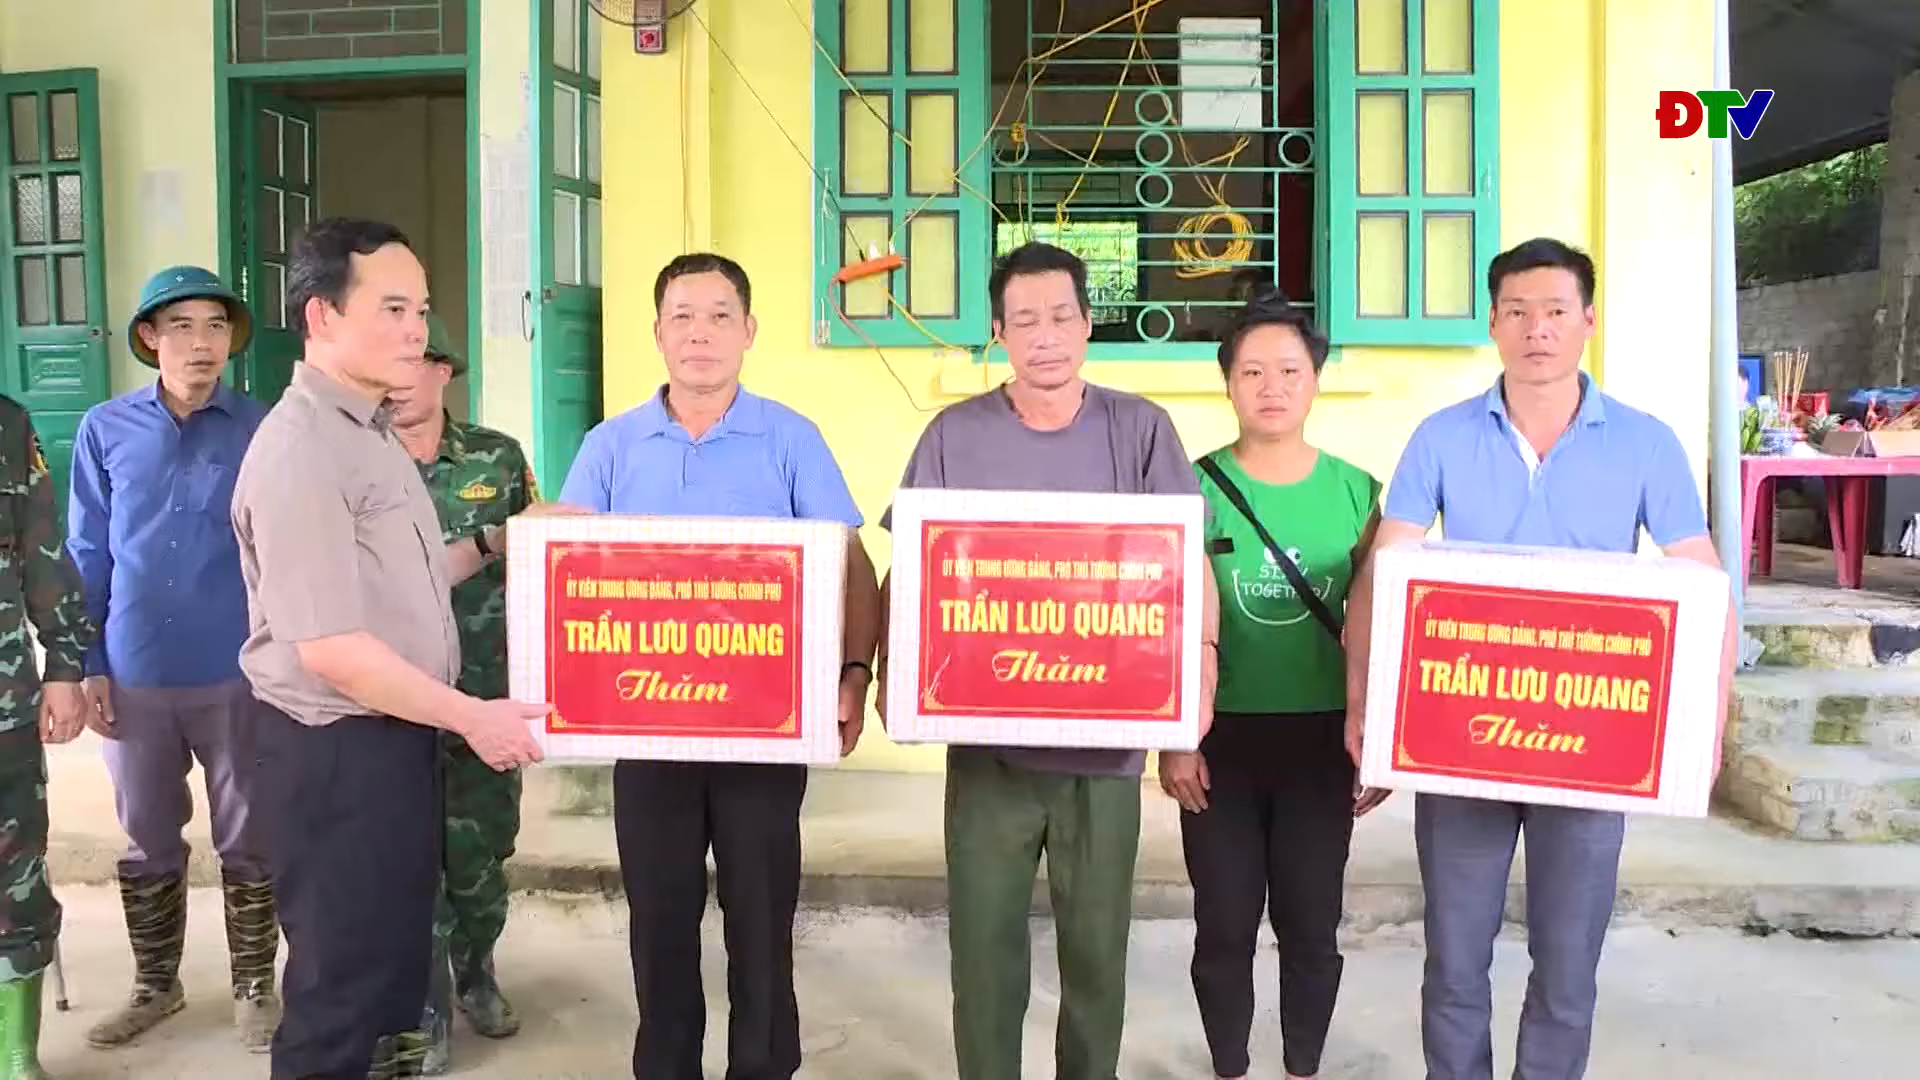 ĐTV
ỦY VIÊN TRUNG ƯƠNG ĐẢNG, PHÓ THỦ TƯỚNG CHÍNH PHỦ
TRẦN LƯU QUANG
Thăm
ỦY VIÊN TRUNG ƯƠNG ĐẢNG, PHÓ THỦ TƯỚNG CHÍNH PHỦ
TRẦN LƯU QUANG
Thăm
TOGETHER
ỦY VIÊN TRUNG ƯƠNG ĐẢNG, PHÓ THỦ TƯỚNG CHÍNH PHỦ
TRẦN LƯU QUANG
Thăm